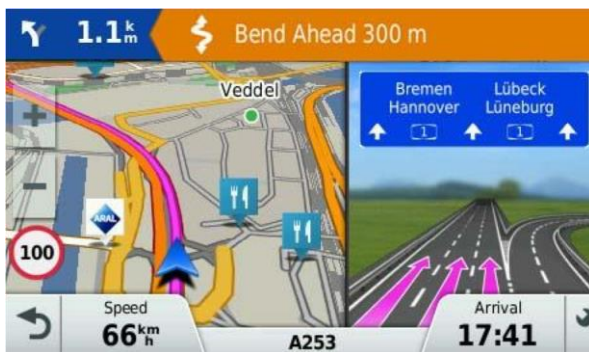 1.1 km
Bend Ahead 300 m
Veddel
Bremen
Hannover
1
Lübeck
Lüneburg
1
ARAL
100
Speed
66 km h
A253
Arrival
17:41